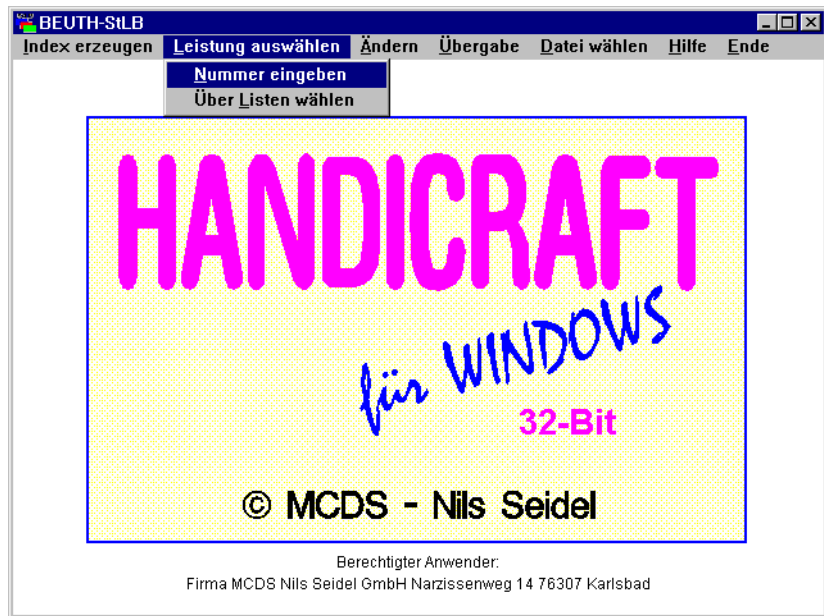 BEUTH-StLB
Index erzeugen Leistung auswählen Ändern Übergabe Datei wählen Hilfe Ende
Nummer eingeben
Über Listen wählen
HANDICRAFT
für WINDOWS
32-Bit
© MCDS - Nils Seidel
Berechtigter Anwender:
Firma MCDS Nils Seidel GmbH Narzissenweg 14 76307 Karlsbad